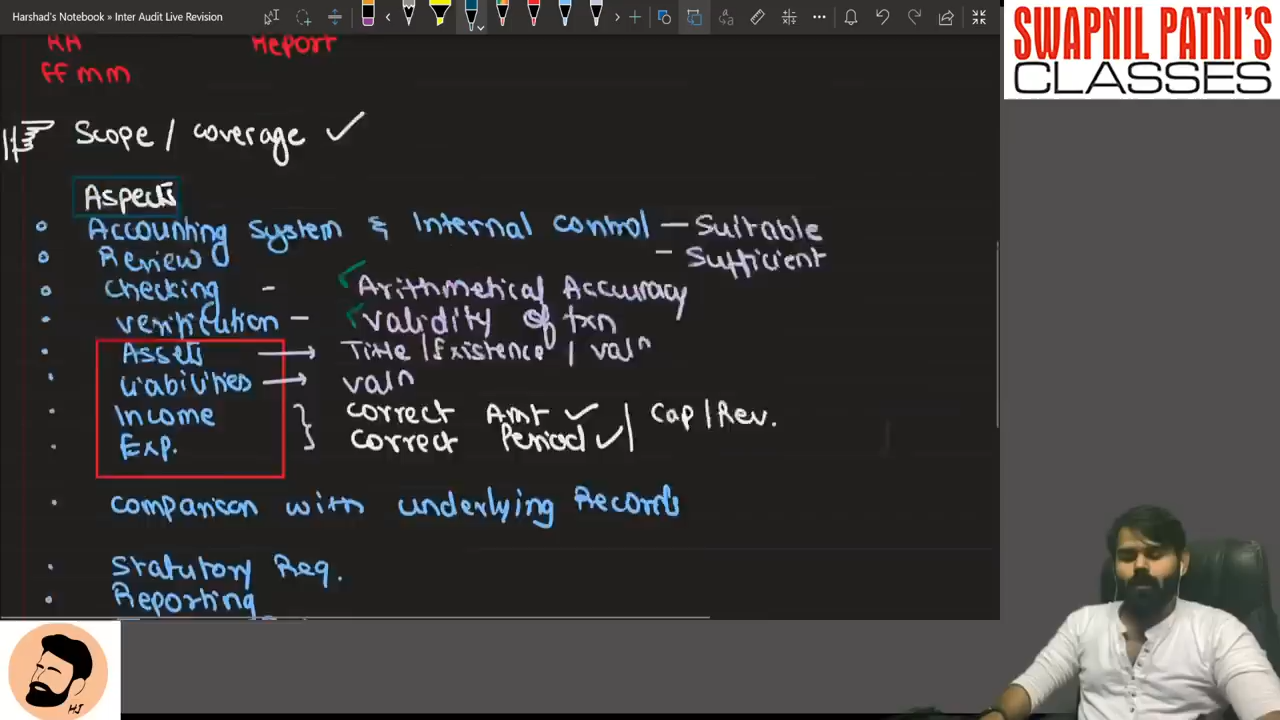 Harshad's Notebook » Inter Audit Live Revision
SWAPNIL PATNI'S
CLASSES
RA Report
FF mm
Scope / coverage ✓
Aspects
Accounting system & Internal control — Suitable
Review — Sufficient
Checking - ✓ Arithmetical Accuracy
verification - ✓ validity of txn
Assets → Title / Existence / valn
Liabilities → valn
Income } correct Amt ✓ | Cap / Rev.
Exp. } correct Period ✓ |
comparison with underlying Records
Statutory Req.
Reporting
HJ